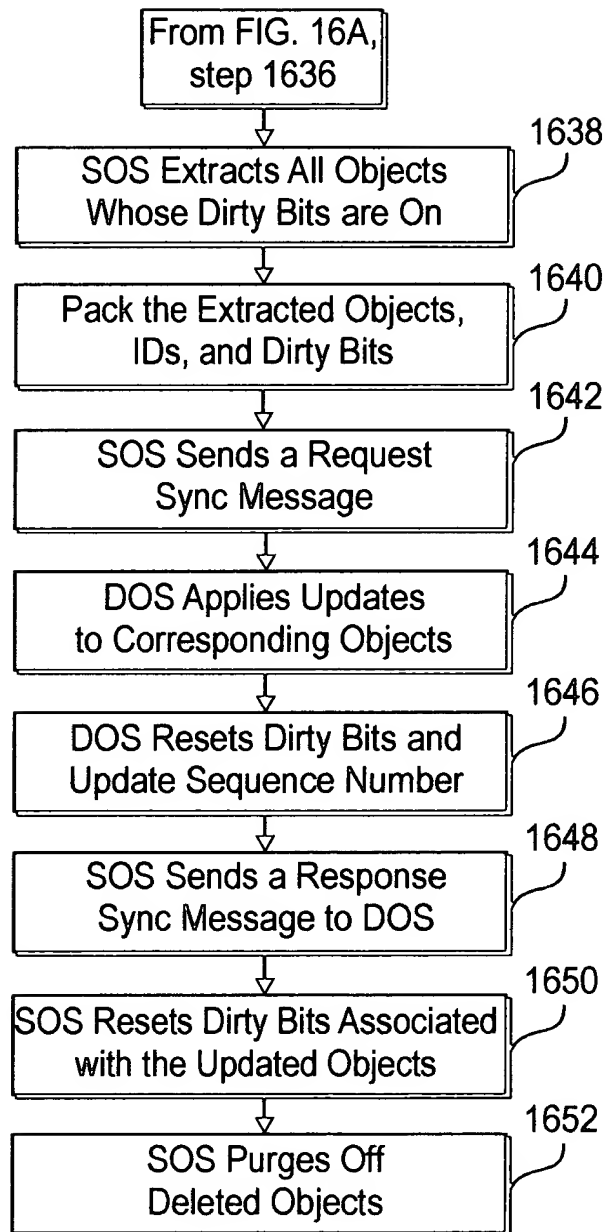 From FIG. 16A,
step 1636
1638
SOS Extracts All Objects
Whose Dirty Bits are On
1640
Pack the Extracted Objects,
IDs, and Dirty Bits
1642
SOS Sends a Request
Sync Message
1644
DOS Applies Updates
to Corresponding Objects
1646
DOS Resets Dirty Bits and
Update Sequence Number
1648
SOS Sends a Response
Sync Message to DOS
1650
SOS Resets Dirty Bits Associated
with the Updated Objects
1652
SOS Purges Off
Deleted Objects